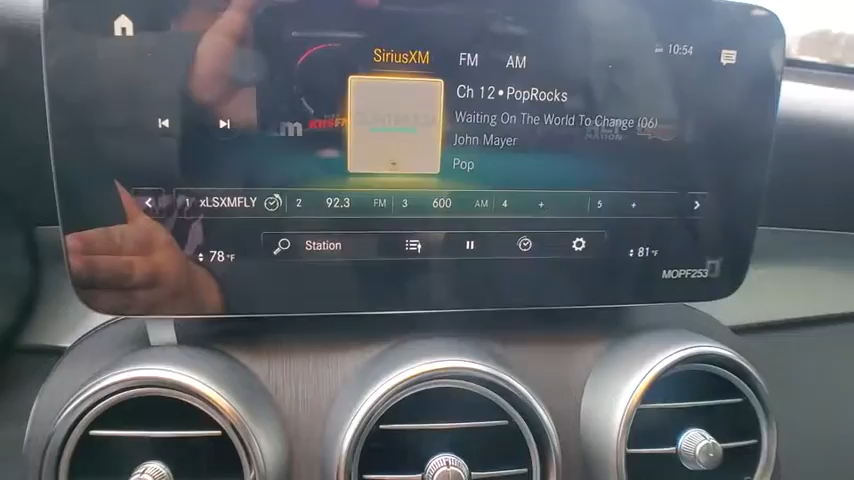 SiriusXM FM AM
10:54
Ch 12 • PopRocks
Waiting On The World To Change (06)
John Mayer
Pop
1 xLSXMFLY 2 92.3 FM 3 600 AM 4 + 5 +
78°F
Station
81°F
MOPF253